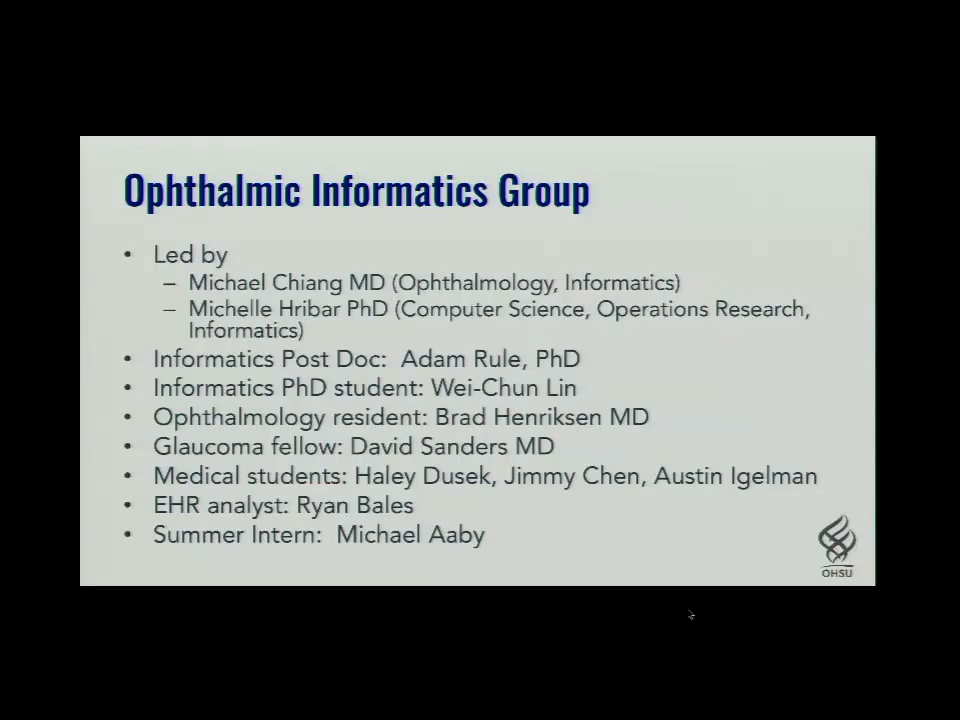 Ophthalmic Informatics Group
• Led by
– Michael Chiang MD (Ophthalmology, Informatics)
– Michelle Hribar PhD (Computer Science, Operations Research,
Informatics)
• Informatics Post Doc: Adam Rule, PhD
• Informatics PhD student: Wei-Chun Lin
• Ophthalmology resident: Brad Henriksen MD
• Glaucoma fellow: David Sanders MD
• Medical students: Haley Dusek, Jimmy Chen, Austin Igelman
• EHR analyst: Ryan Bales
• Summer Intern: Michael Aaby
OHSU